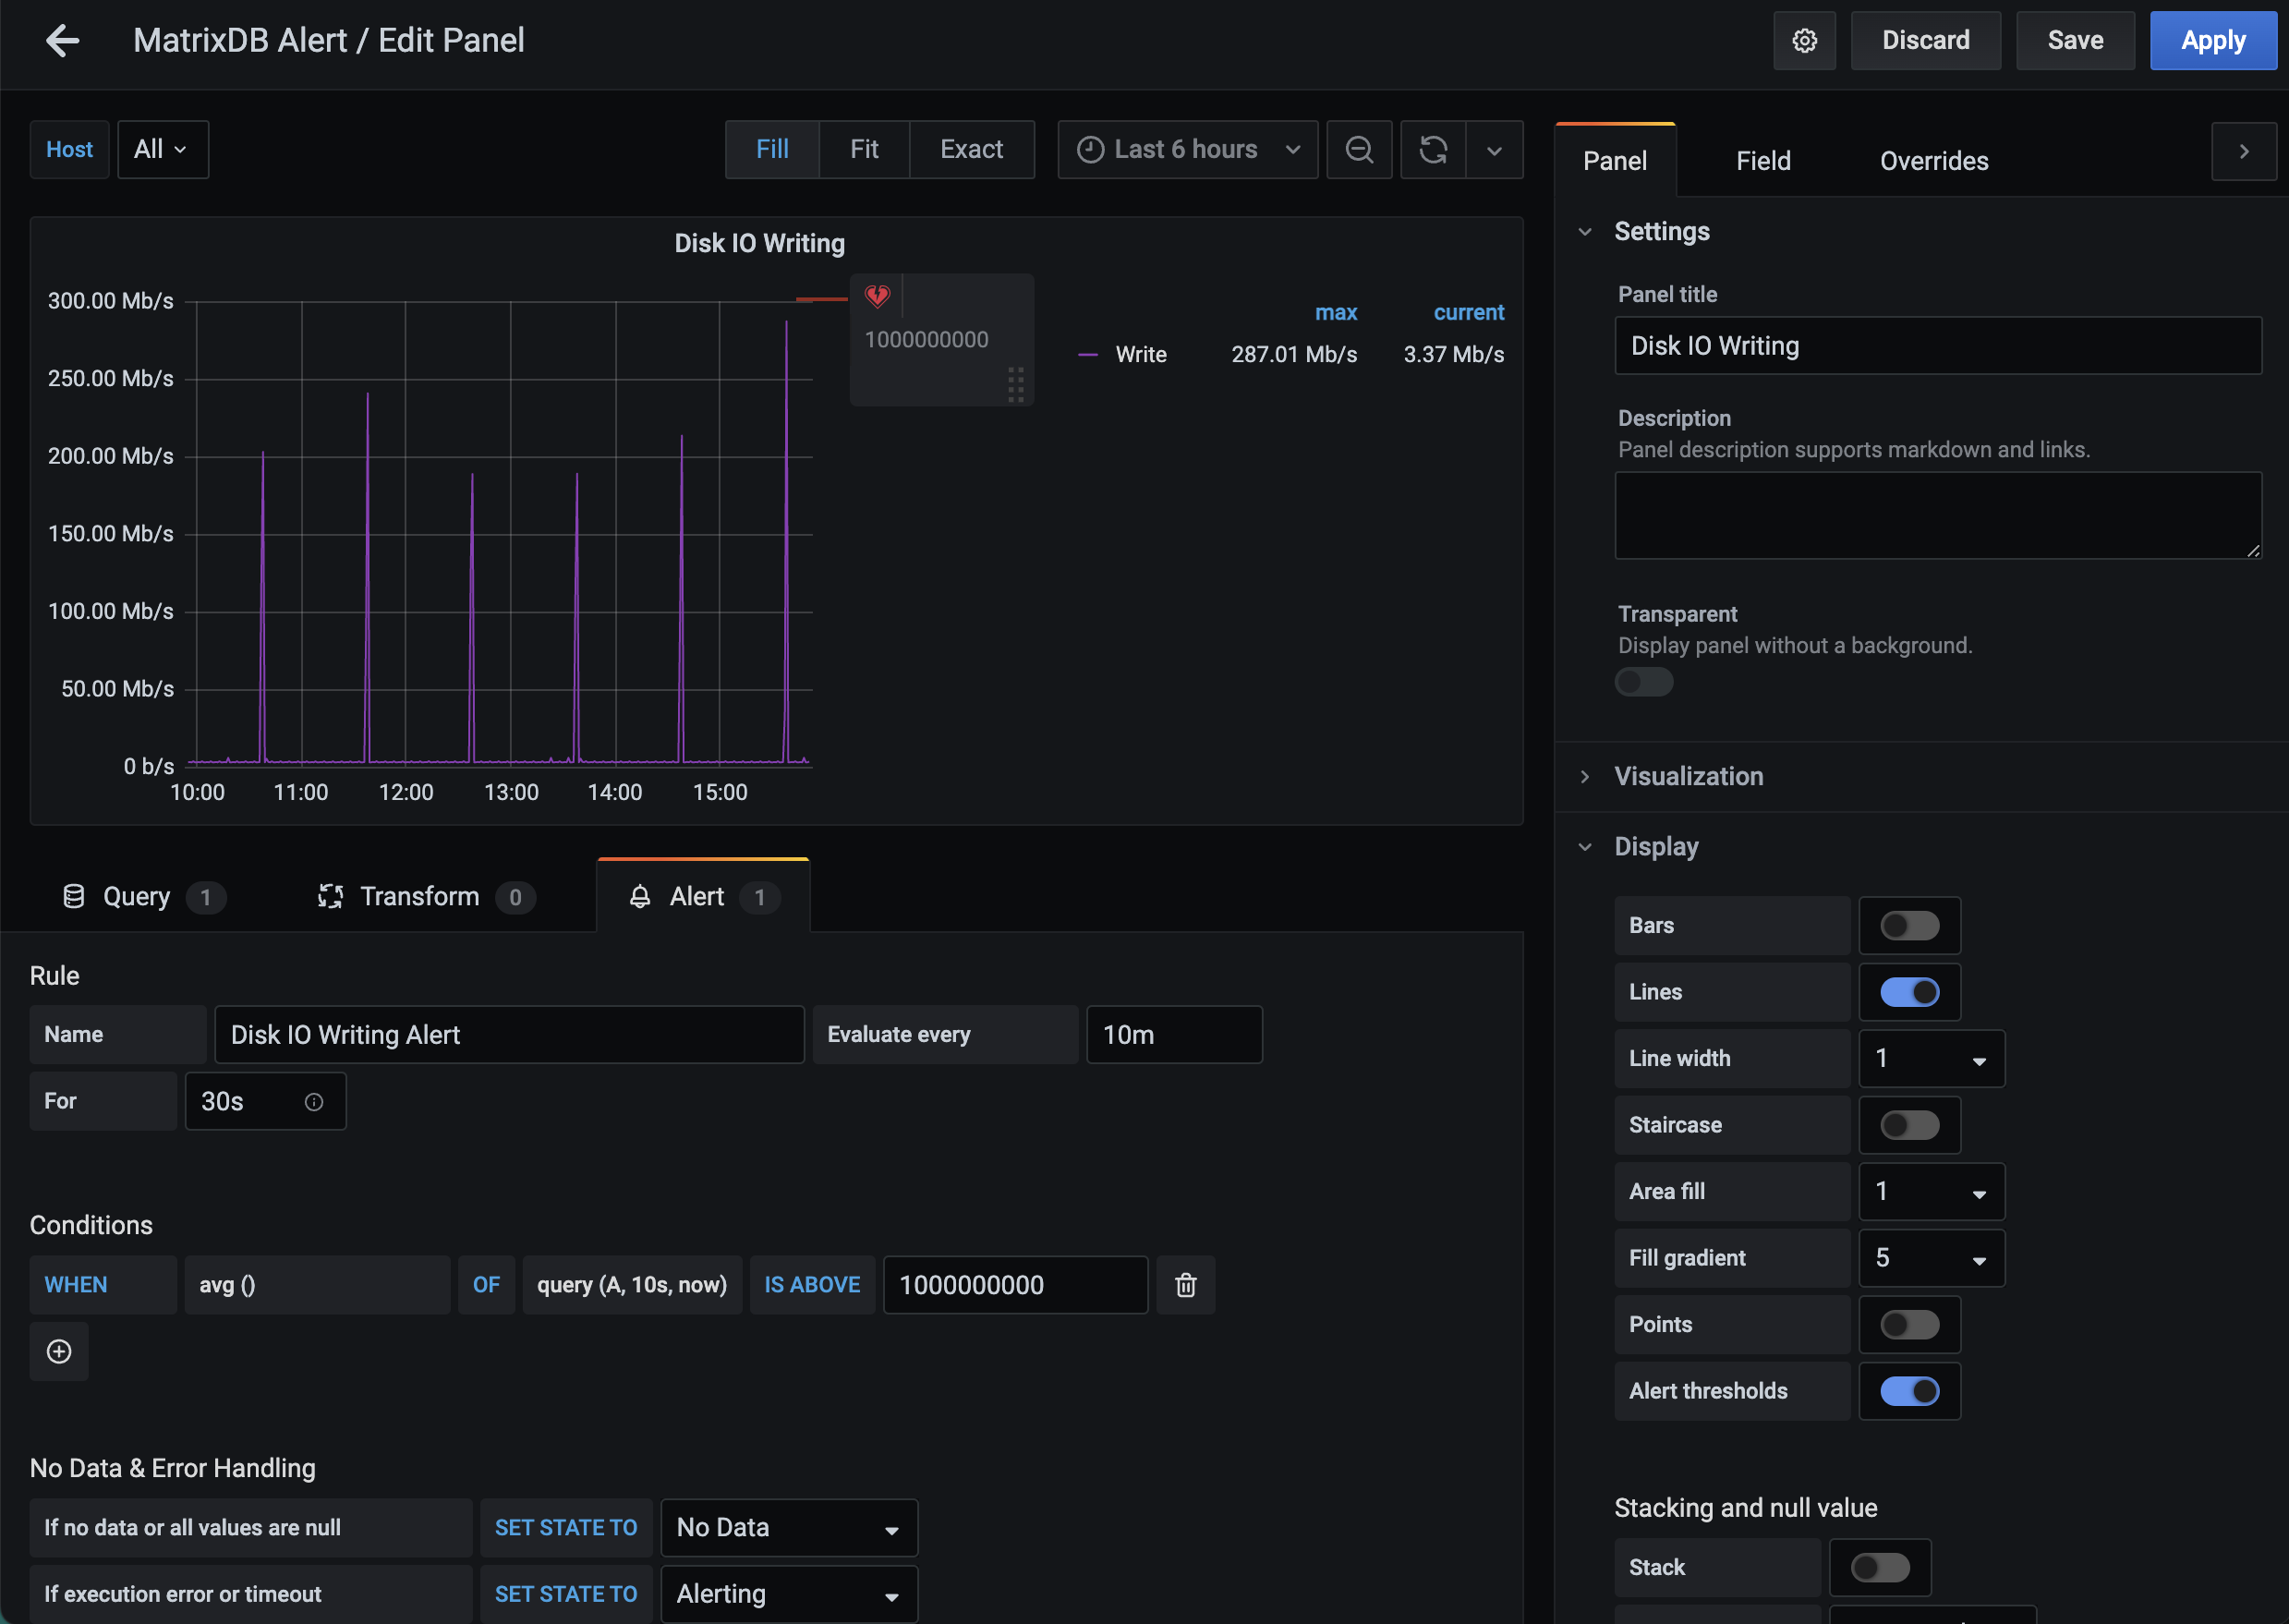 MatrixDB Alert / Edit Panel
Discard
Save
Apply
Host
All
Fill
Fit
Exact
Last 6 hours
Disk IO Writing
300.00 Mb/s
250.00 Mb/s
200.00 Mb/s
150.00 Mb/s
100.00 Mb/s
50.00 Mb/s
0 b/s
10:00
11:00
12:00
13:00
14:00
15:00
1000000000
max
current
Write
287.01 Mb/s
3.37 Mb/s
Query
1
Transform
0
Alert
1
Rule
Name
Disk IO Writing Alert
Evaluate every
10m
For
30s
Conditions
WHEN
avg ()
OF
query (A, 10s, now)
IS ABOVE
1000000000
No Data & Error Handling
If no data or all values are null
SET STATE TO
No Data
If execution error or timeout
SET STATE TO
Alerting
Panel
Field
Overrides
Settings
Panel title
Disk IO Writing
Description
Panel description supports markdown and links.
Transparent
Display panel without a background.
Visualization
Display
Bars
Lines
Line width
1
Staircase
Area fill
1
Fill gradient
5
Points
Alert thresholds
Stacking and null value
Stack